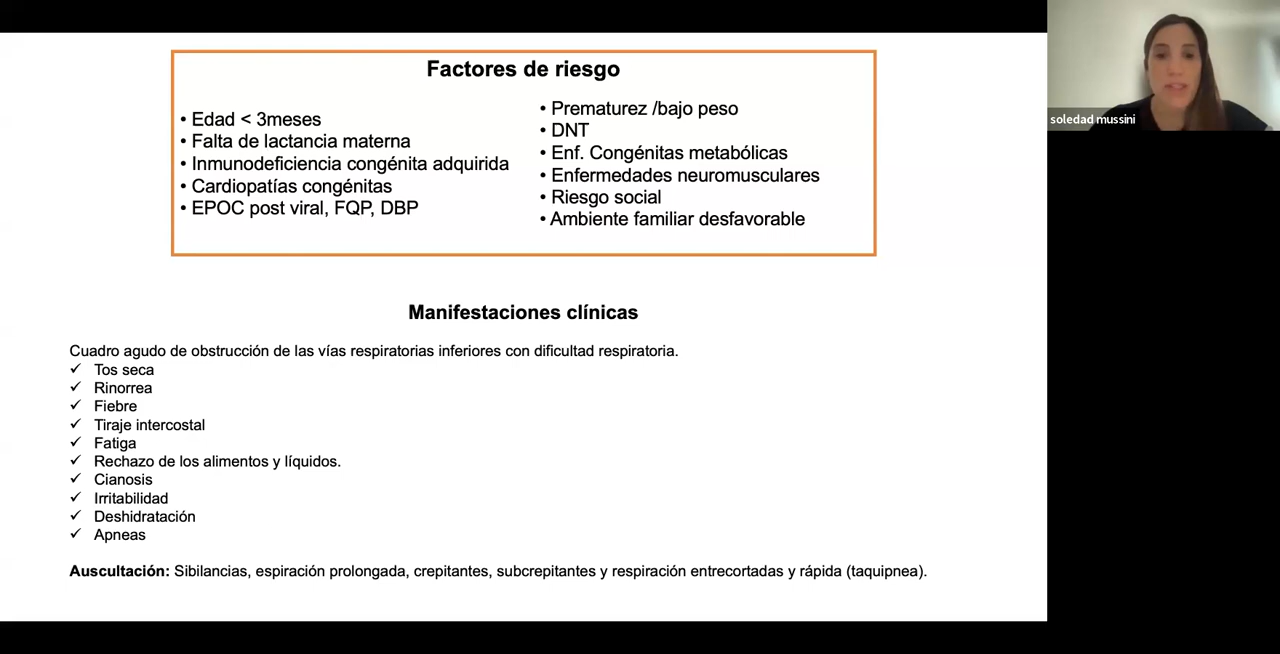 Factores de riesgo
• Edad < 3meses
• Falta de lactancia materna
• Inmunodeficiencia congénita adquirida
• Cardiopatías congénitas
• EPOC post viral, FQP, DBP
• Prematurez /bajo peso
• DNT
• Enf. Congénitas metabólicas
• Enfermedades neuromusculares
• Riesgo social
• Ambiente familiar desfavorable
Manifestaciones clínicas
Cuadro agudo de obstrucción de las vías respiratorias inferiores con dificultad respiratoria.
✓ Tos seca
✓ Rinorrea
✓ Fiebre
✓ Tiraje intercostal
✓ Fatiga
✓ Rechazo de los alimentos y líquidos.
✓ Cianosis
✓ Irritabilidad
✓ Deshidratación
✓ Apneas
Auscultación: Sibilancias, espiración prolongada, crepitantes, subcrepitantes y respiración entrecortadas y rápida (taquipnea).
soledad mussini